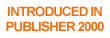 INTRODUCED IN
PUBLISHER 2000